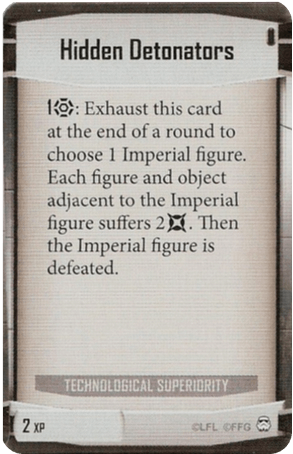 Hidden Detonators
1: Exhaust this card
at the end of a round to
choose 1 Imperial figure.
Each figure and object
adjacent to the Imperial
figure suffers 2. Then
the Imperial figure is
defeated.
TECHNOLOGICAL SUPERIORITY
2 XP
©LFL ©FFG